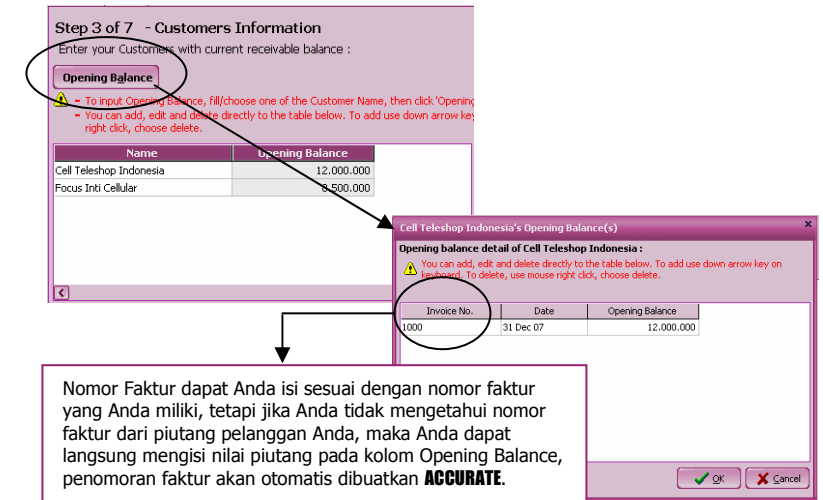 Step 3 of 7 - Customers Information
Enter your Customers with current receivable balance :
Opening Balance
- To input Opening Balance, fill/choose one of the Customer Name, then click 'Opening
- You can add, edit and delete directly to the table below. To add use down arrow key
right click, choose delete.
Name Opening Balance
Cell Teleshop Indonesia 12.000.000
Focus Inti Cellular 8.500.000
Cell Teleshop Indonesia's Opening Balance(s) x
Opening balance detail of Cell Teleshop Indonesia :
You can add, edit and delete directly to the table below. To add use down arrow key on
keyboard. To delete, use mouse right click, choose delete.
Invoice No. Date Opening Balance
1000 31 Dec 07 12.000.000
Nomor Faktur dapat Anda isi sesuai dengan nomor faktur
yang Anda miliki, tetapi jika Anda tidak mengetahui nomor
faktur dari piutang pelanggan Anda, maka Anda dapat
langsung mengisi nilai piutang pada kolom Opening Balance,
penomoran faktur akan otomatis dibuatkan ACCURATE.
OK Cancel